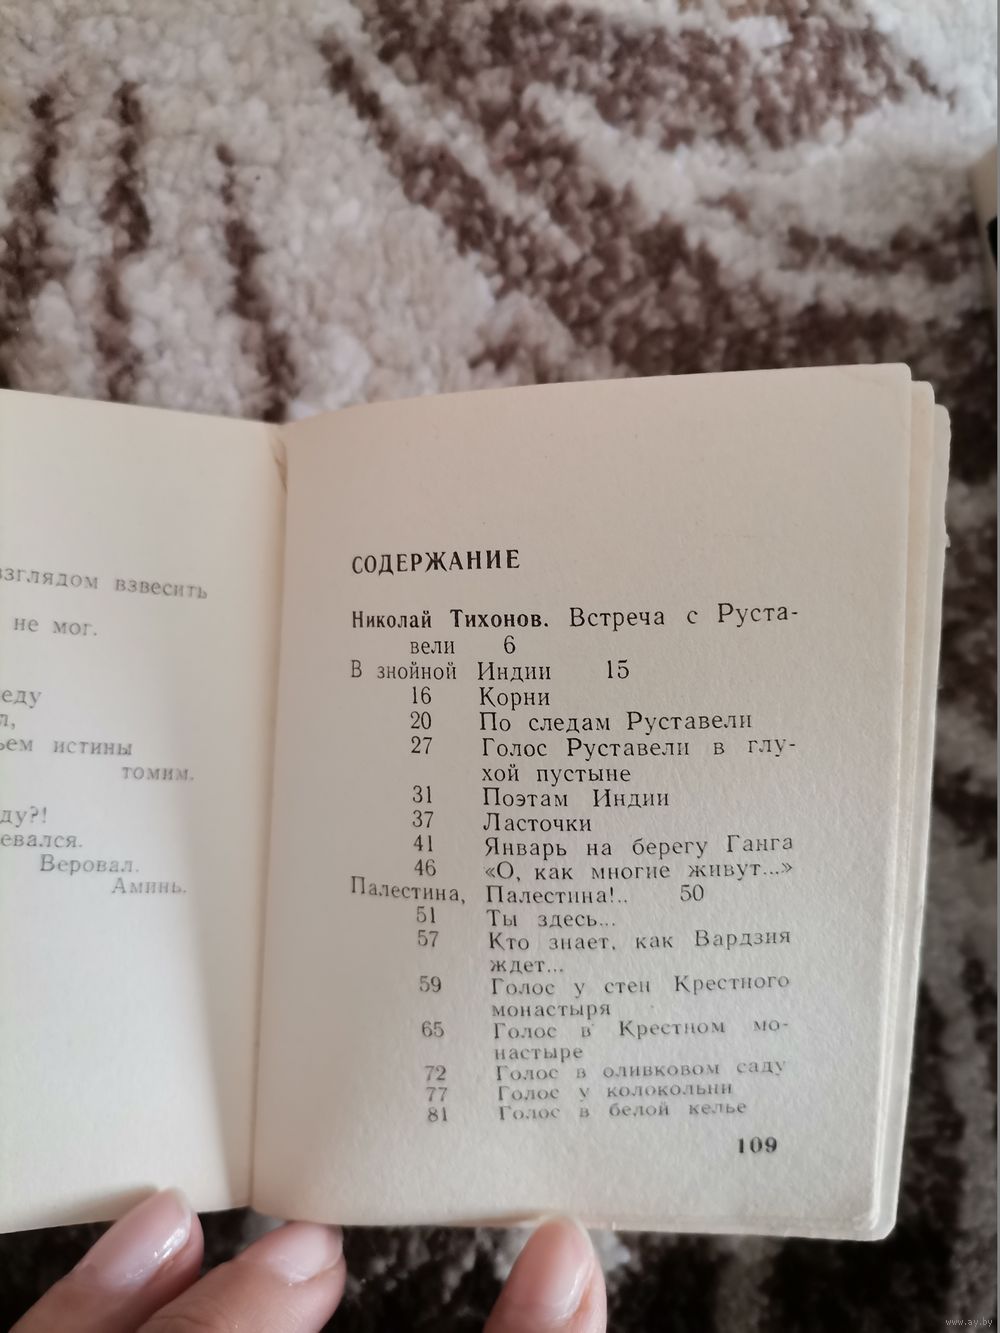 взглядом взвесить
не мог.
томим.
истины
Веровал.
Аминь.
СОДЕРЖАНИЕ
Николай Тихонов. Встреча с Руста-
вели 6
В знойной Индии 15
16 Корни
20 По следам Руставели
27 Голос Руставели в глу-
хой пустыне
31 Поэтам Индии
37 Ласточки
41 Январь на берегу Ганга
46 «О, как многие живут...»
Палестина, Палестина!.. 50
51 Ты здесь...
57 Кто знает, как Вардзия
ждет...
59 Голос у стен Крестного
монастыря
65 Голос в Крестном мо-
настыре
72 Голос в оливковом саду
77 Голос у колокольни
81 Голос в белой келье
109
www.ay.by